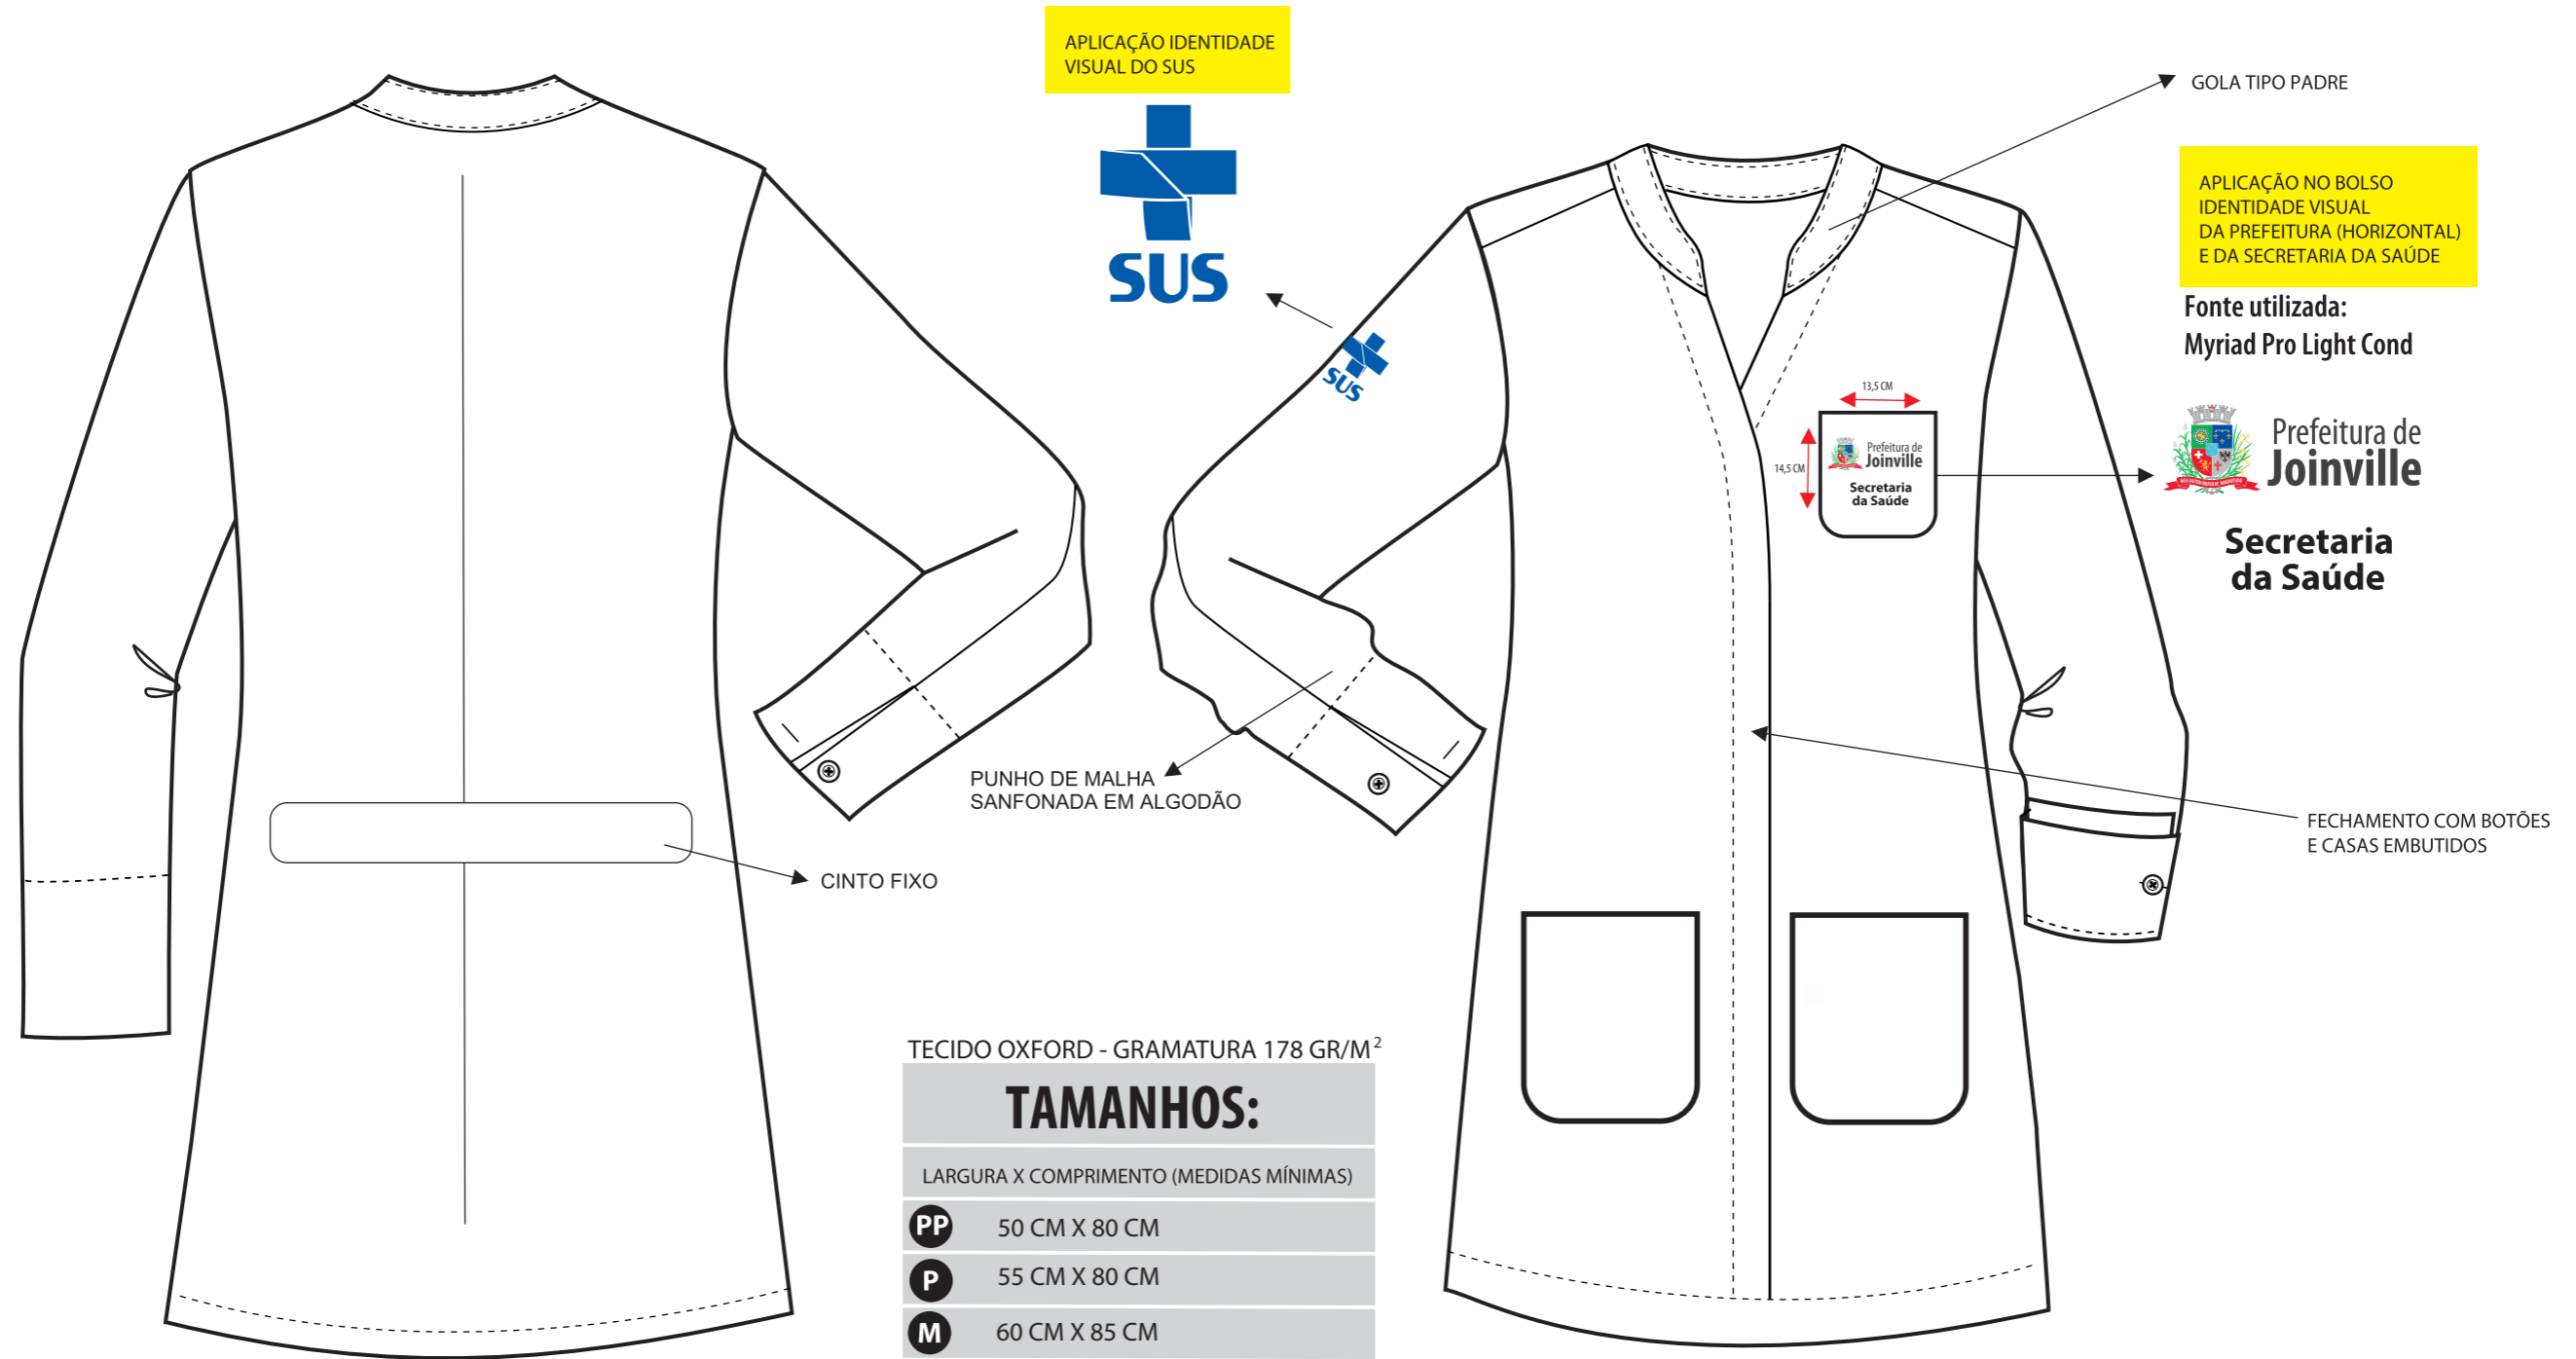 APLICAÇÃO IDENTIDADE
VISUAL DO SUS
SUS
SUS
GOLA TIPO PADRE
APLICAÇÃO NO BOLSO
IDENTIDADE VISUAL
DA PREFEITURA (HORIZONTAL)
E DA SECRETARIA DA SAÚDE
Fonte utilizada:
Myriad Pro Light Cond
13,5 CM
14,5 CM
Prefeitura de
Joinville
Secretaria
da Saúde
Prefeitura de
Joinville
Secretaria
da Saúde
PUNHO DE MALHA
SANFONADA EM ALGODÃO
CINTO FIXO
FECHAMENTO COM BOTÕES
E CASAS EMBUTIDOS
TECIDO OXFORD - GRAMATURA 178 GR/M²
TAMANHOS:
LARGURA X COMPRIMENTO (MEDIDAS MÍNIMAS)
PP 50 CM X 80 CM
P 55 CM X 80 CM
M 60 CM X 85 CM